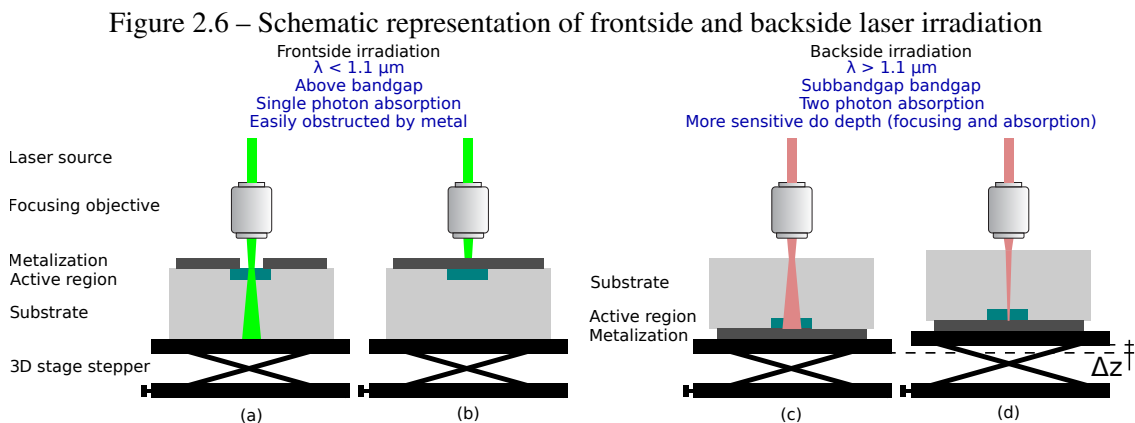 Figure 2.6 – Schematic representation of frontside and backside laser irradiation
Frontside irradiation
λ < 1.1 µm
Above bandgap
Single photon absorption
Easily obstructed by metal
Backside irradiation
λ > 1.1 µm
Subbandgap bandgap
Two photon absorption
More sensitive do depth (focusing and absorption)
Laser source
Focusing objective
Metalization
Active region
Substrate
3D stage stepper
Substrate
Active region
Metalization
Δz
(a)
(b)
(c)
(d)